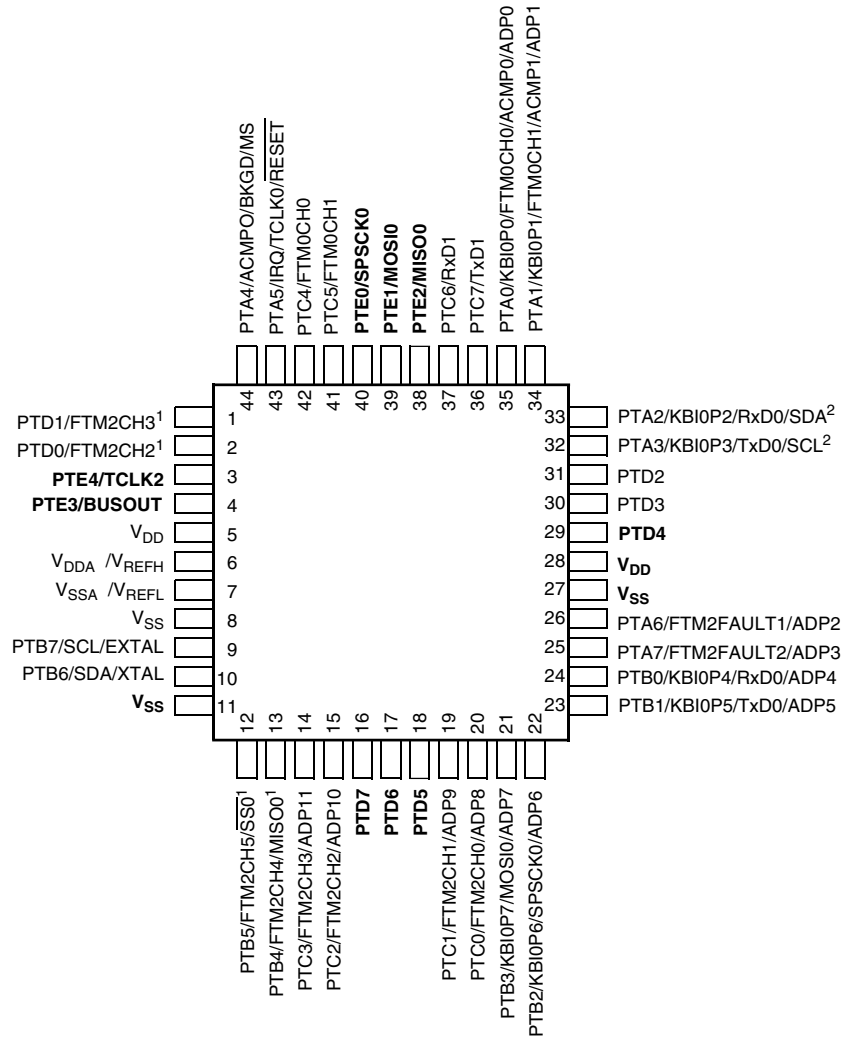 PTA4/ACMPO/BKGD/MS
PTA5/IRQ/TCLK0/RESET
PTC4/FTM0CH0
PTC5/FTM0CH1
PTE0/SPSCK0
PTE1/MOSI0
PTE2/MISO0
PTC6/RxD1
PTC7/TxD1
PTA0/KBI0P0/FTM0CH0/ACMP0/ADP0
PTA1/KBI0P1/FTM0CH1/ACMP1/ADP1
44 43 42 41 40 39 38 37 36 35 34
PTD1/FTM2CH3¹ 1
PTD0/FTM2CH2¹ 2
PTE4/TCLK2 3
PTE3/BUSOUT 4
VDD 5
VDDA /VREFH 6
VSSA /VREFL 7
VSS 8
PTB7/SCL/EXTAL 9
PTB6/SDA/XTAL 10
VSS 11
33 PTA2/KBI0P2/RxD0/SDA²
32 PTA3/KBI0P3/TxD0/SCL²
31 PTD2
30 PTD3
29 PTD4
28 VDD
27 VSS
26 PTA6/FTM2FAULT1/ADP2
25 PTA7/FTM2FAULT2/ADP3
24 PTB0/KBI0P4/RxD0/ADP4
23 PTB1/KBI0P5/TxD0/ADP5
12 13 14 15 16 17 18 19 20 21 22
PTB5/FTM2CH5/SS0¹
PTB4/FTM2CH4/MISO0¹
PTC3/FTM2CH3/ADP11
PTC2/FTM2CH2/ADP10
PTD7
PTD6
PTD5
PTC1/FTM2CH1/ADP9
PTC0/FTM2CH0/ADP8
PTB3/KBI0P7/MOSI0/ADP7
PTB2/KBI0P6/SPSCK0/ADP6